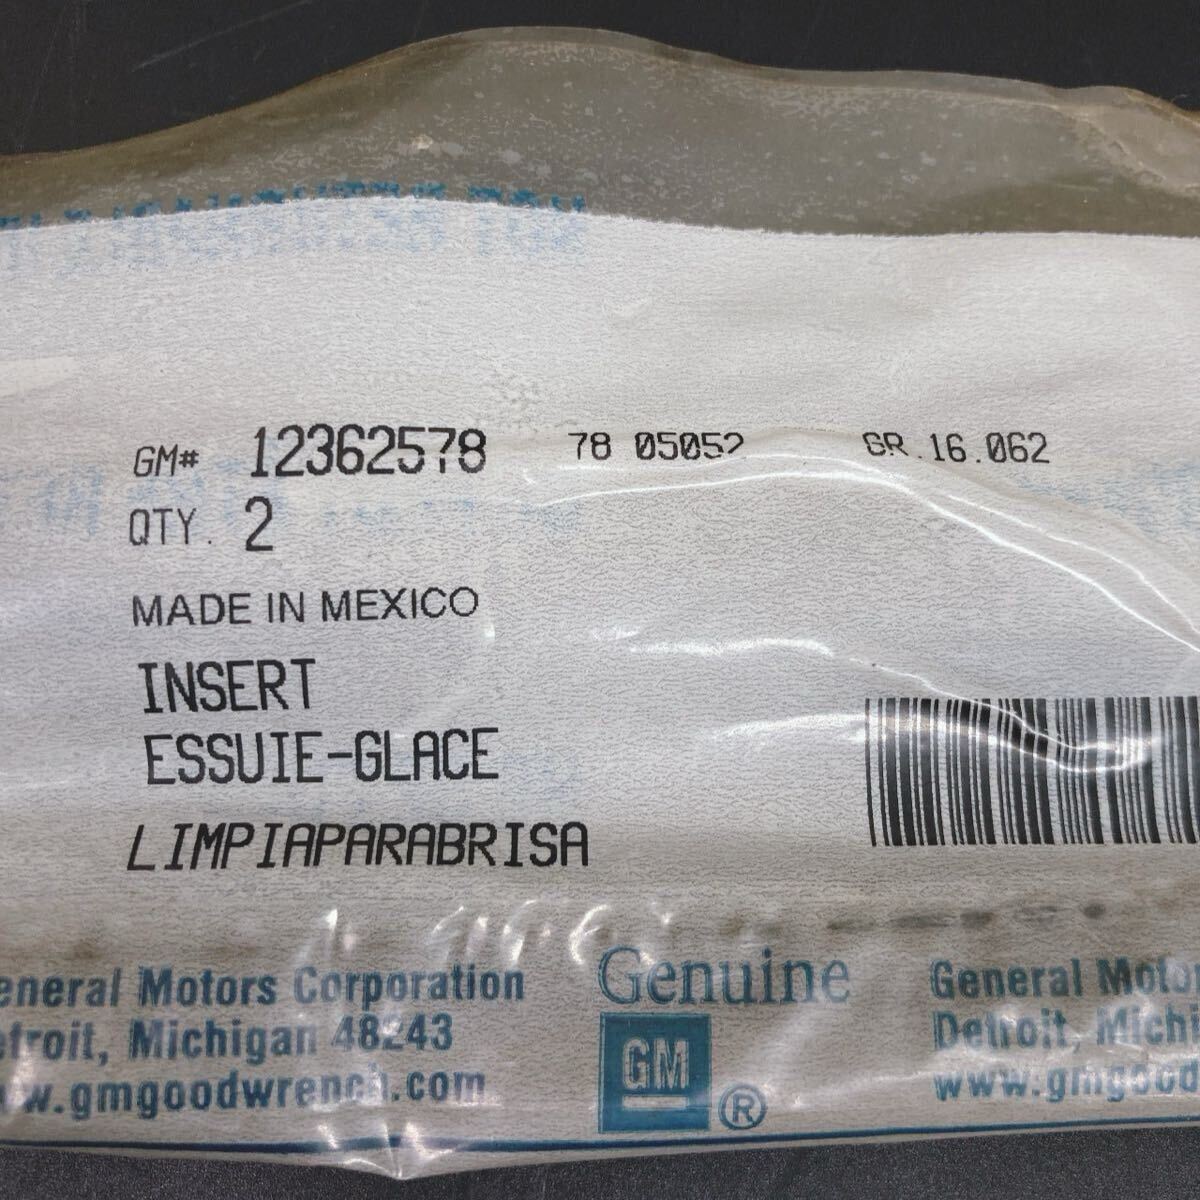 GM# 12362578 78 05052 GR. 16.062
QTY. 2
MADE IN MEXICO
INSERT
ESSUIE-GLACE
LIMPIAPARABRISA
eneral Motors Corporation
etroit, Michigan 48243
w.gmgoodwrench.com
Genuine
GM
®
General Motor
Detroit, Michi
www.gmgood